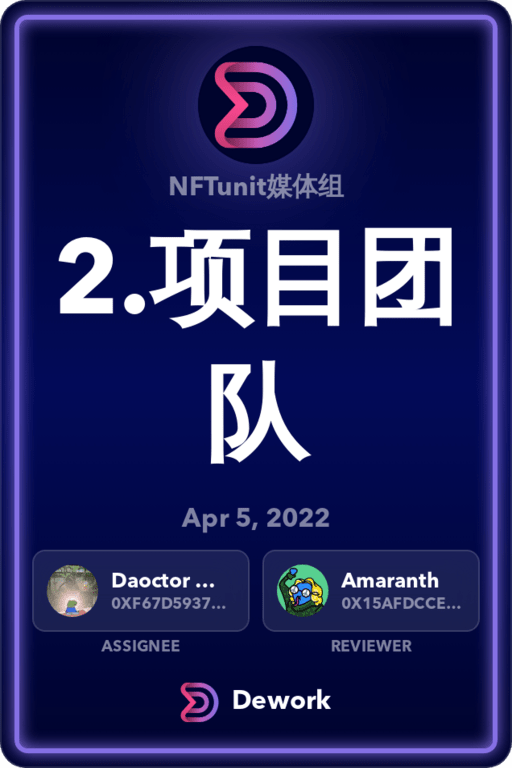 NFTunit媒体组
2.项目团
队
Apr 5, 2022
Daoctor ...
0XF67D5937...
Amaranth
0X15AFDCCE...
ASSIGNEE
REVIEWER
Dework